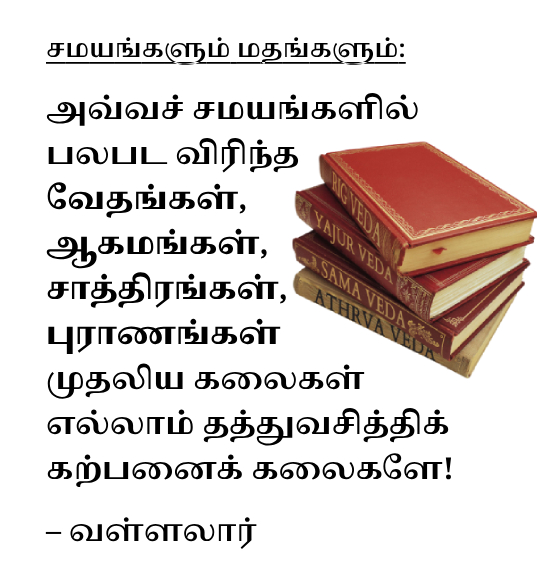 சமயங்களும் மதங்களும்:
அவ்வச் சமயங்களில்
பலபட விரிந்த
வேதங்கள்,
ஆகமங்கள்,
சாத்திரங்கள்,
புராணங்கள்
முதலிய கலைகள்
எல்லாம் தத்துவசித்திக்
கற்பனைக் கலைகளே!
– வள்ளலார்
RIG VEDA
YAJUR VEDA
SAMA VEDA
ATHRVA VEDA